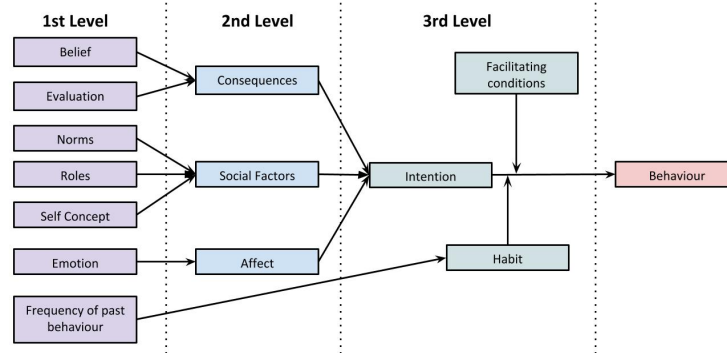 1st Level
2nd Level
3rd Level
Belief
Evaluation
Norms
Roles
Self Concept
Emotion
Frequency of past
behaviour
Consequences
Social Factors
Affect
Facilitating
conditions
Intention
Habit
Behaviour